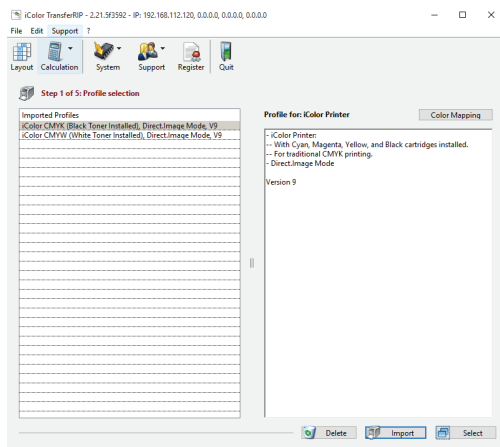 iColor TransferRIP - 2.21.5f3592 - IP: 192.168.112.120, 0.0.0.0, 0.0.0.0, 0.0.0.0
File Edit Support ?
Layout Calculation System Support Register Quit
Step 1 of 5: Profile selection
Imported Profiles
iColor CMYK (Black Toner Installed), Direct.Image Mode, V9
iColor CMYW (White Toner Installed), Direct.Image Mode, V9
Profile for: iColor Printer
Color Mapping
- iColor Printer:
-- With Cyan, Magenta, Yellow, and Black cartridges installed.
-- For traditional CMYK printing.
- Direct.Image Mode
Version 9
Delete Import Select